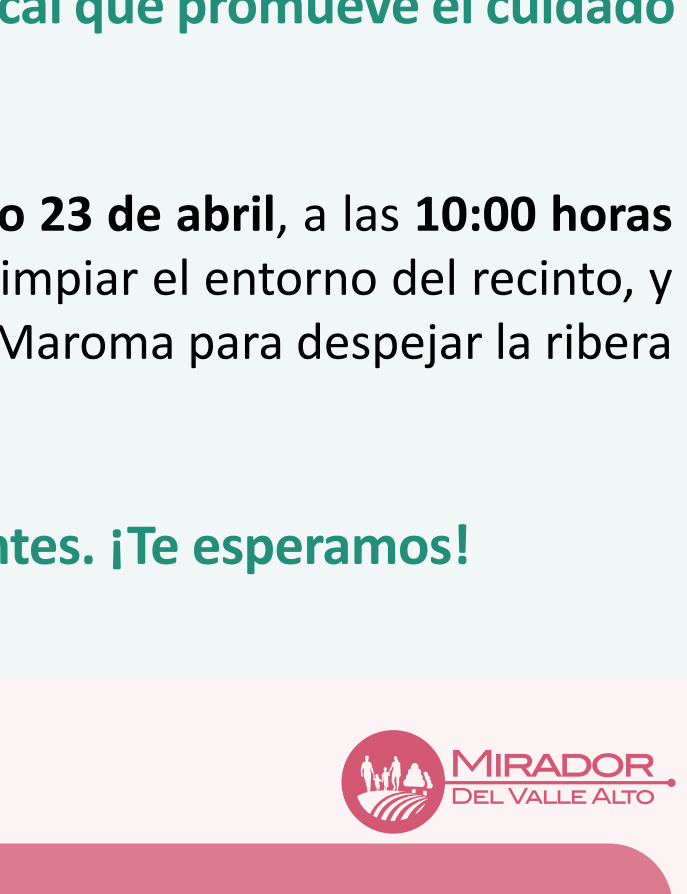 cal que promueve el cuidado
o 23 de abril, a las 10:00 horas
impiar el entorno del recinto, y
Maroma para despejar la ribera
ntes. ¡Te esperamos!
MIRADOR
DEL VALLE ALTO